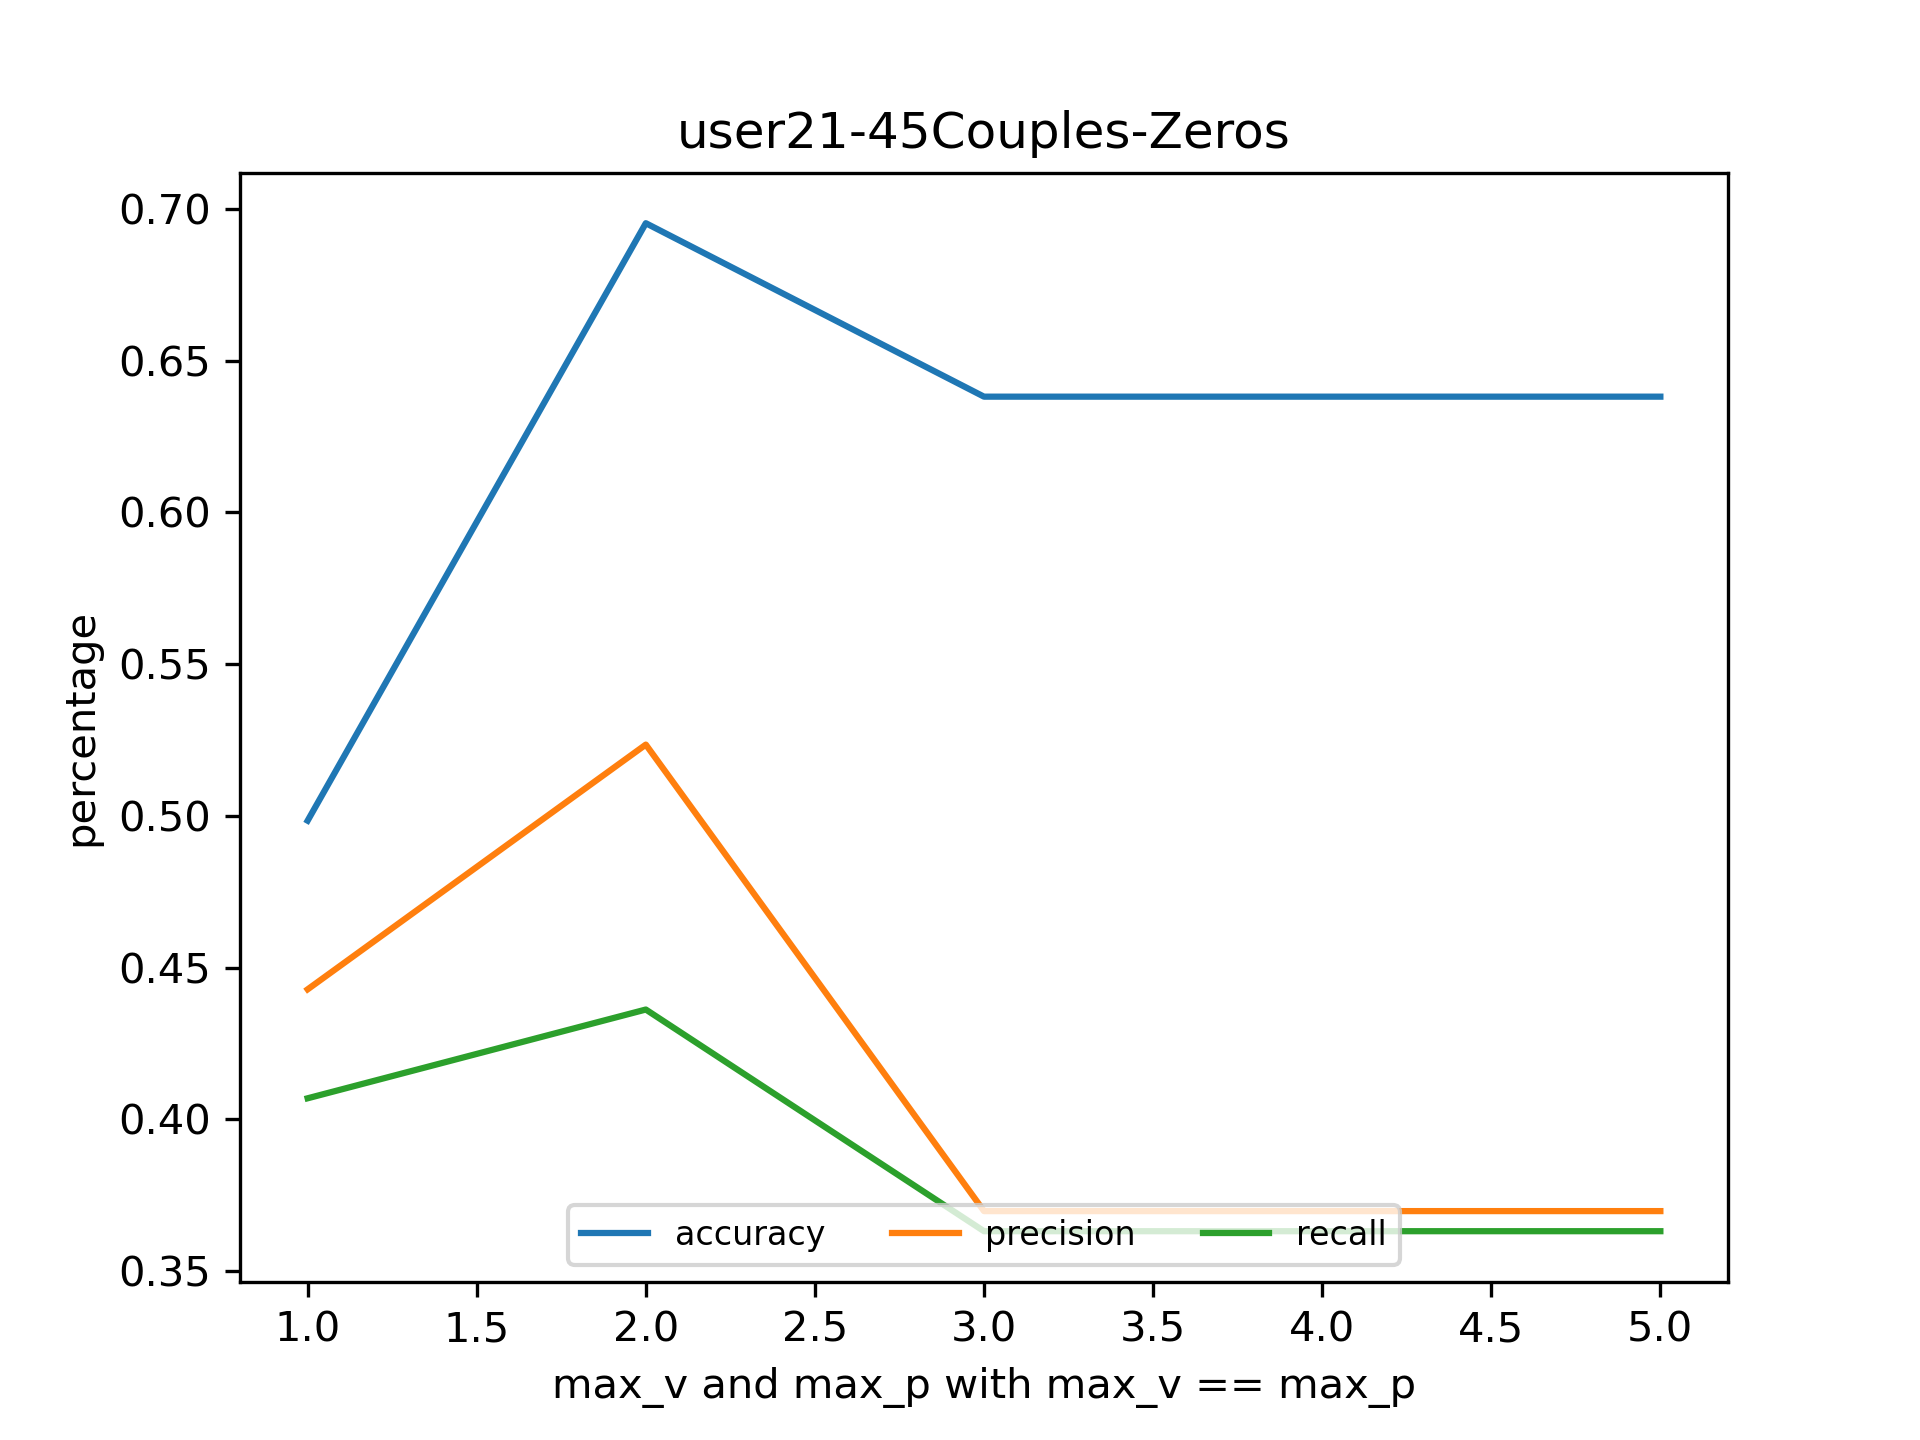 user21-45Couples-Zeros
percentage
0.70
0.65
0.60
0.55
0.50
0.45
0.40
0.35
accuracy precision recall
1.0 1.5 2.0 2.5 3.0 3.5 4.0 4.5 5.0
max_v and max_p with max_v == max_p